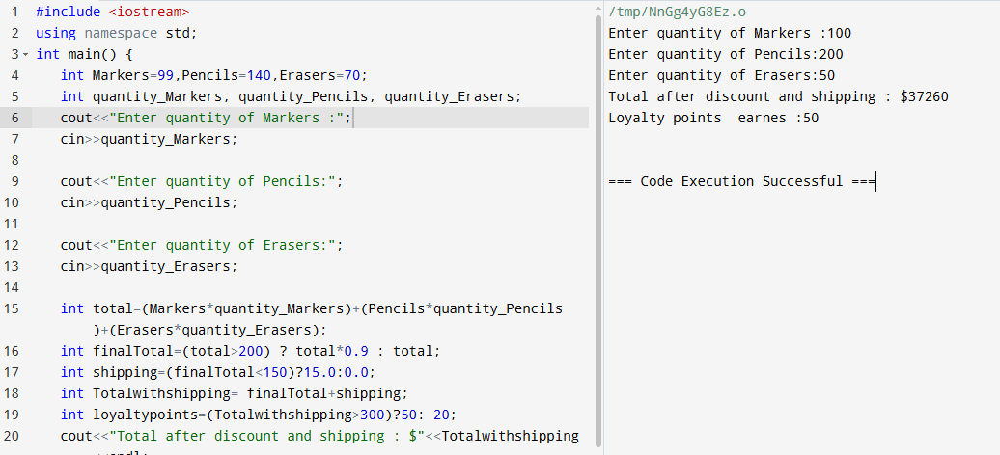 1 #include <iostream>
2 using namespace std;
3 int main() {
4 int Markers=99,Pencils=140,Erasers=70;
5 int quantity_Markers, quantity_Pencils, quantity_Erasers;
6 cout<<"Enter quantity of Markers :";
7 cin>>quantity_Markers;
8
9 cout<<"Enter quantity of Pencils:";
10 cin>>quantity_Pencils;
11
12 cout<<"Enter quantity of Erasers:";
13 cin>>quantity_Erasers;
14
15 int total=(Markers*quantity_Markers)+(Pencils*quantity_Pencils
)+(Erasers*quantity_Erasers);
16 int finalTotal=(total>200) ? total*0.9 : total;
17 int shipping=(finalTotal<150)?15.0:0.0;
18 int Totalwithshipping= finalTotal+shipping;
19 int loyaltypoints=(Totalwithshipping>300)?50: 20;
20 cout<<"Total after discount and shipping : $"<<Totalwithshipping
/tmp/NnGg4yG8Ez.o
Enter quantity of Markers :100
Enter quantity of Pencils:200
Enter quantity of Erasers:50
Total after discount and shipping : $37260
Loyalty points  earnes :50
=== Code Execution Successful ===